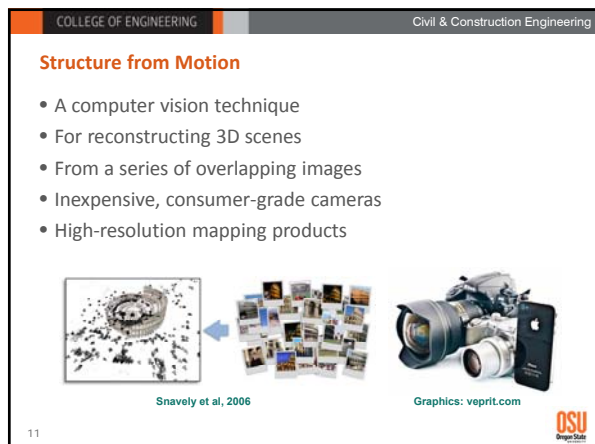 COLLEGE OF ENGINEERING
Civil & Construction Engineering
Structure from Motion
• A computer vision technique
• For reconstructing 3D scenes
• From a series of overlapping images
• Inexpensive, consumer-grade cameras
• High-resolution mapping products
Snavely et al, 2006
Graphics: veprit.com
11
OSU
Oregon State